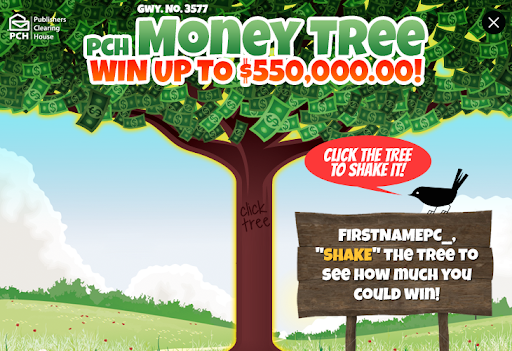 GWY. NO. 3577
PCH
Publishers
Clearing
House
PCH MONEY TREE
WIN UP TO $550,000.00!
CLICK THE TREE
TO SHAKE IT!
click
tree
FIRSTNAMEPC_,
"SHAKE" THE TREE TO
SEE HOW MUCH YOU
COULD WIN!